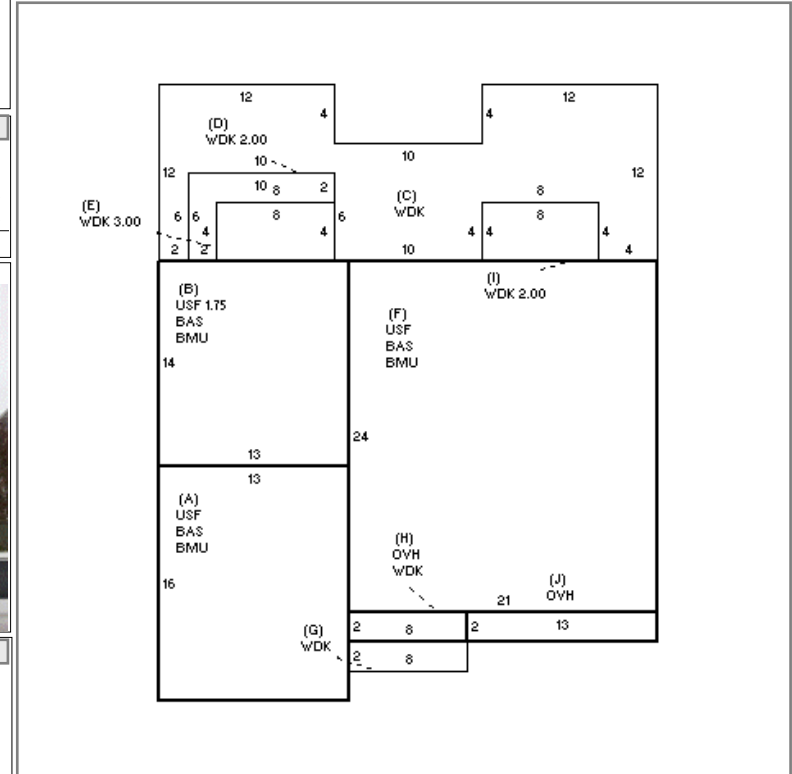 12
12
4
4
(D)
WDK 2.00
10
10
12
12
10
8
2
8
(C)
WDK
(E)
WDK 3.00
6
6
8
8
6
4
4
4
4
4
2
2
10
4
(I)
WDK 2.00
(B)
USF 1.75
BAS
BMU
(F)
USF
BAS
BMU
14
24
13
13
(A)
USF
BAS
BMU
16
(H)
OVH
WDK
(J)
OVH
21
2
8
2
13
(G)
WDK
2
8